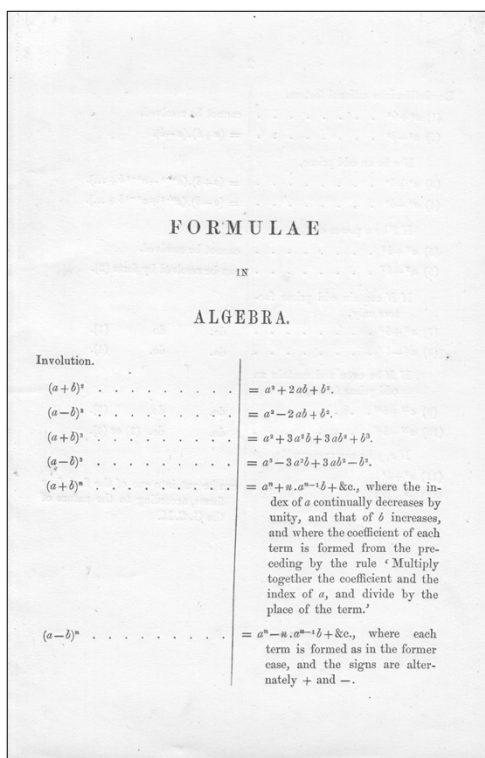 FORMULAE
IN
ALGEBRA.
Involution.
(a+b)² . . . . . . . . . = a²+2ab+b².
(a−b)² . . . . . . . . . = a²−2ab+b².
(a+b)³ . . . . . . . . . = a³+3a²b+3ab²+b³.
(a−b)³ . . . . . . . . . = a³−3a²b+3ab²−b³.
(a+b)ⁿ . . . . . . . . . = aⁿ+n.aⁿ⁻¹b+&c., where the in-
dex of a continually decreases by
unity, and that of b increases,
and where the coefficient of each
term is formed from the pre-
ceding by the rule ‘Multiply
together the coefficient and the
index of a, and divide by the
place of the term.’
(a−b)ⁿ . . . . . . . . . = aⁿ−n.aⁿ⁻¹b+&c., where each
term is formed as in the former
case, and the signs are alter-
nately + and −.